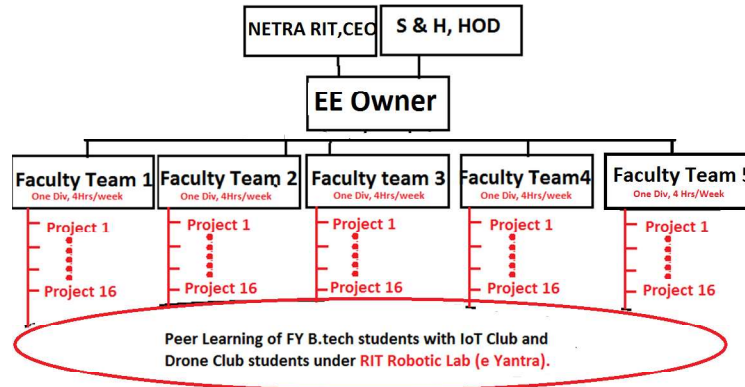 NETRA RIT,CEO
S & H, HOD
EE Owner
Faculty Team 1
One Div, 4Hrs/week
Faculty Team 2
One Div, 4Hrs/week
Faculty team 3
One Div, 4Hrs/week
Faculty Team4
One Div, 4Hrs/week
Faculty Team 5
One Div, 4 Hrs/Week
Project 1
Project 1
Project 1
Project 1
Project 1
Project 16
Project 16
Project 16
Project 16
Project 16
Peer Learning of FY B.tech students with IoT Club and
Drone Club students under RIT Robotic Lab (e Yantra).